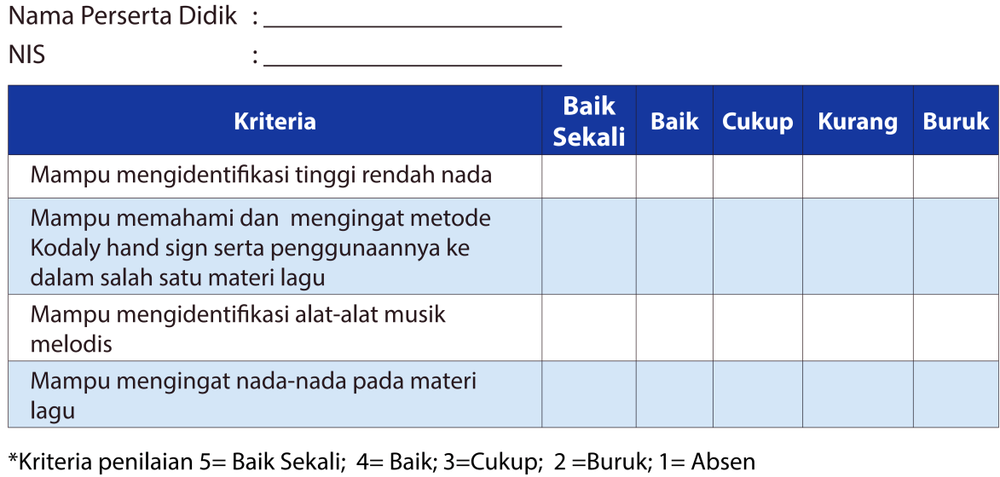 Nama Perserta Didik : ____________________
NIS : ____________________
Kriteria
Baik
Sekali
Baik
Cukup
Kurang
Buruk
Mampu mengidentifikasi tinggi rendah nada
Mampu memahami dan mengingat metode
Kodaly hand sign serta penggunaannya ke
dalam salah satu materi lagu
Mampu mengidentifikasi alat-alat musik
melodis
Mampu mengingat nada-nada pada materi
lagu
*Kriteria penilaian 5= Baik Sekali; 4= Baik; 3=Cukup; 2 =Buruk; 1= Absen